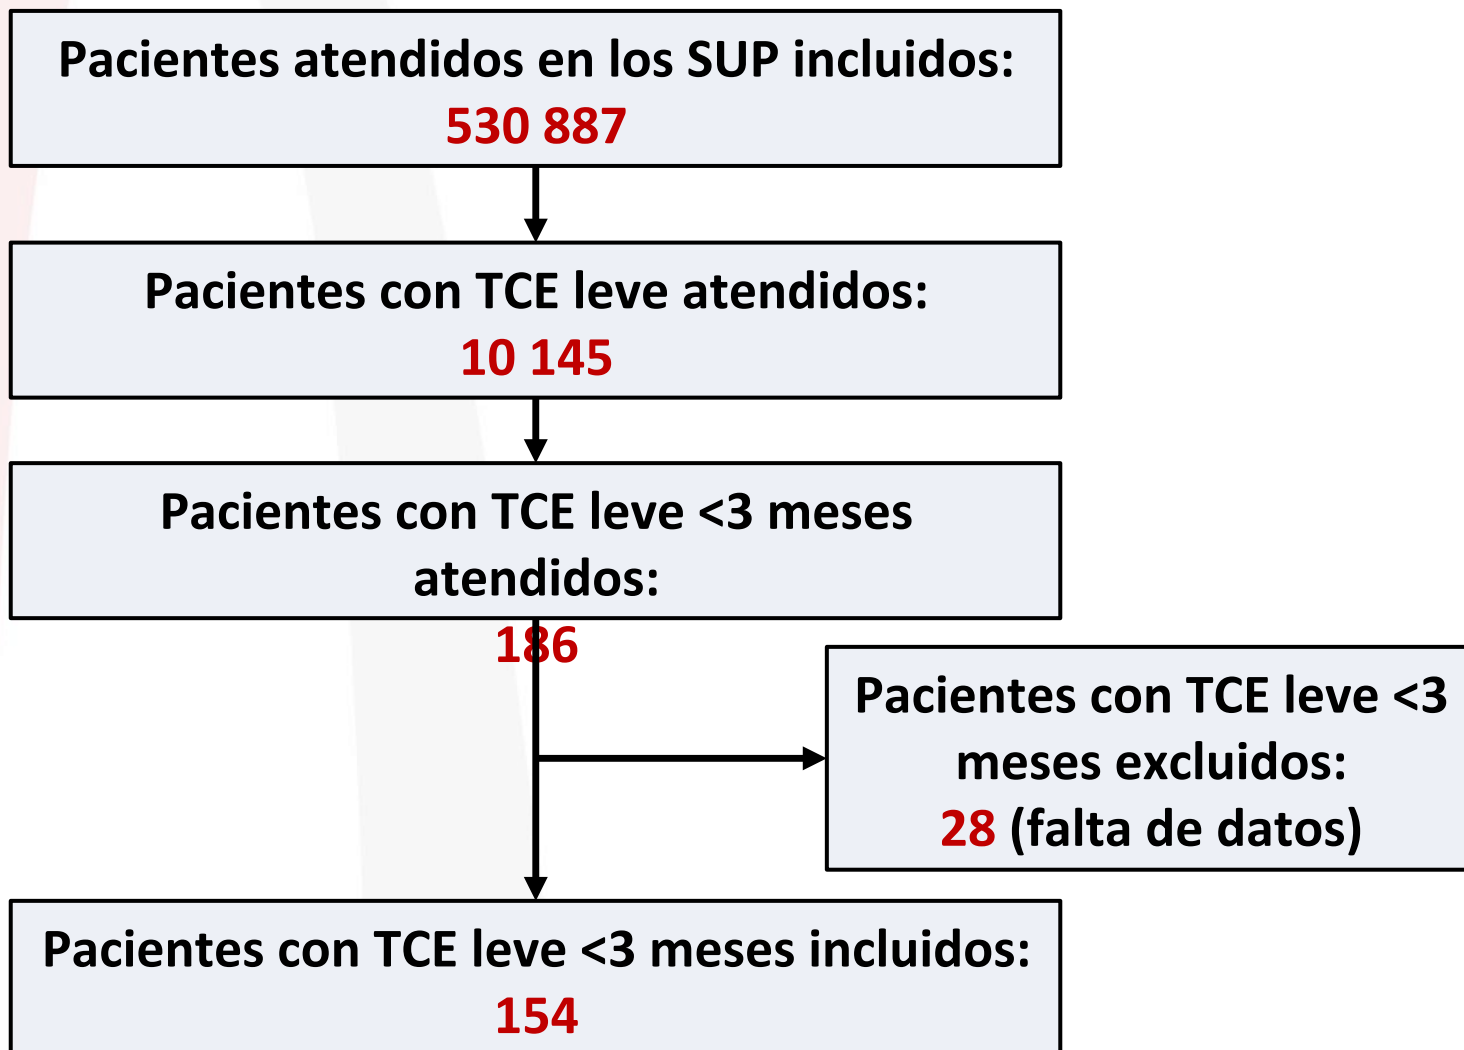 Pacientes atendidos en los SUP incluidos:
530 887
Pacientes con TCE leve atendidos:
10 145
Pacientes con TCE leve <3 meses
atendidos:
186
Pacientes con TCE leve <3
meses excluidos:
28 (falta de datos)
Pacientes con TCE leve <3 meses incluidos:
154